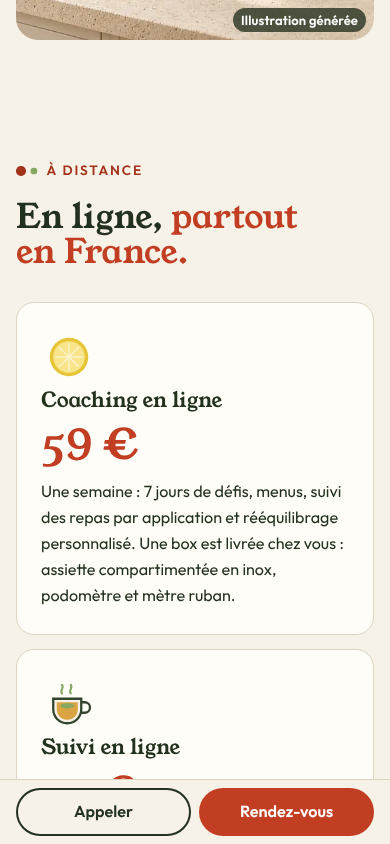 Illustration générée
À DISTANCE
En ligne, partout
en France.
Coaching en ligne
59 €
Une semaine : 7 jours de défis, menus, suivi
des repas par application et rééquilibrage
personnalisé. Une box est livrée chez vous :
assiette compartimentée en inox,
podomètre et mètre ruban.
Suivi en ligne
Appeler
Rendez-vous